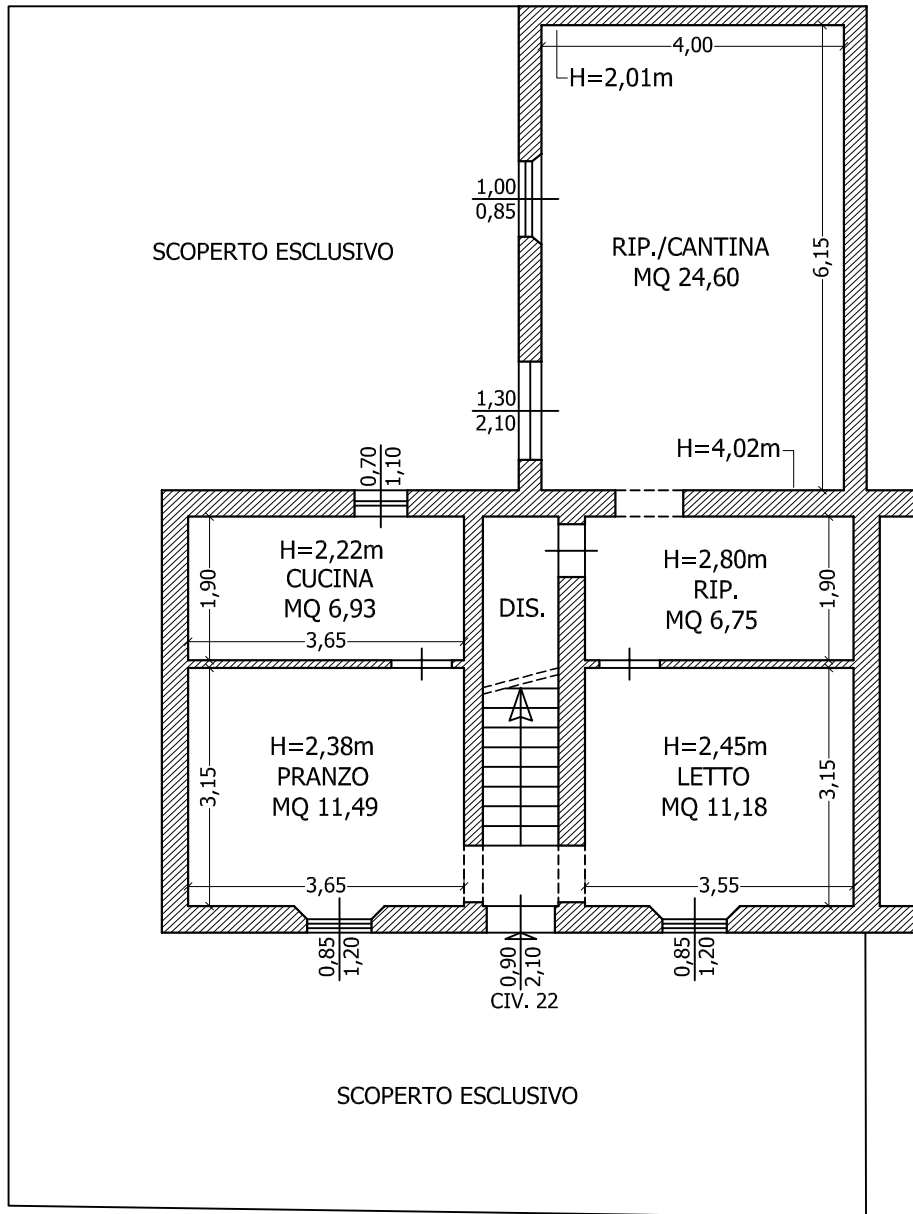 4,00
H=2,01m
1,00
0,85
SCOPERTO ESCLUSIVO
RIP./CANTINA
MQ 24,60
6,15
1,30
2,10
H=4,02m
0,70
1,10
1,90
H=2,22m
CUCINA
MQ 6,93
3,65
DIS.
H=2,80m
RIP.
MQ 6,75
1,90
3,15
H=2,38m
PRANZO
MQ 11,49
3,65
H=2,45m
LETTO
MQ 11,18
3,15
3,55
0,85
1,20
0,90
2,10
CIV. 22
0,85
1,20
SCOPERTO ESCLUSIVO